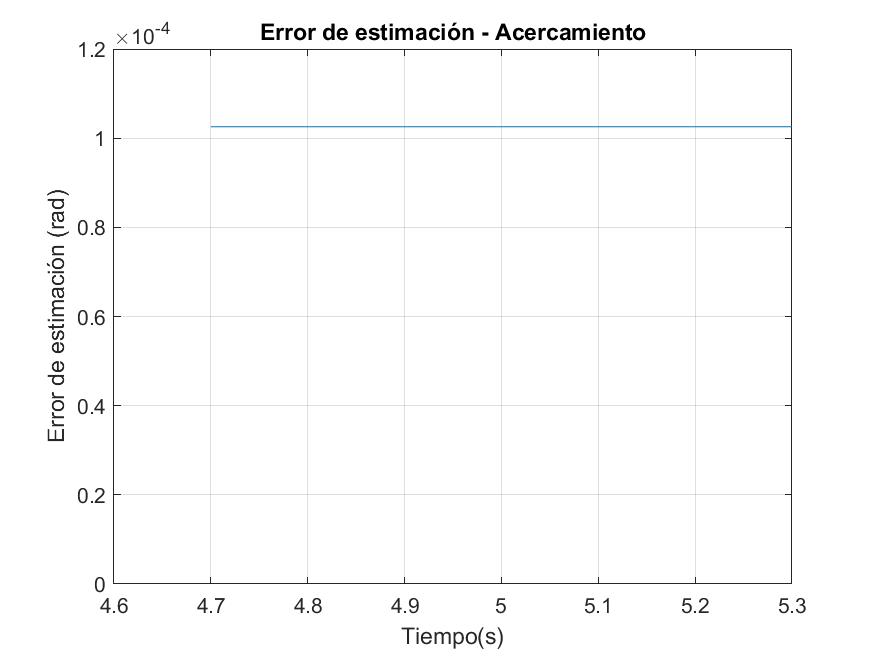 Error de estimación - Acercamiento
×10⁻⁴
1.2
1
0.8
0.6
0.4
0.2
0
Error de estimación (rad)
4.6 4.7 4.8 4.9 5 5.1 5.2 5.3
Tiempo(s)